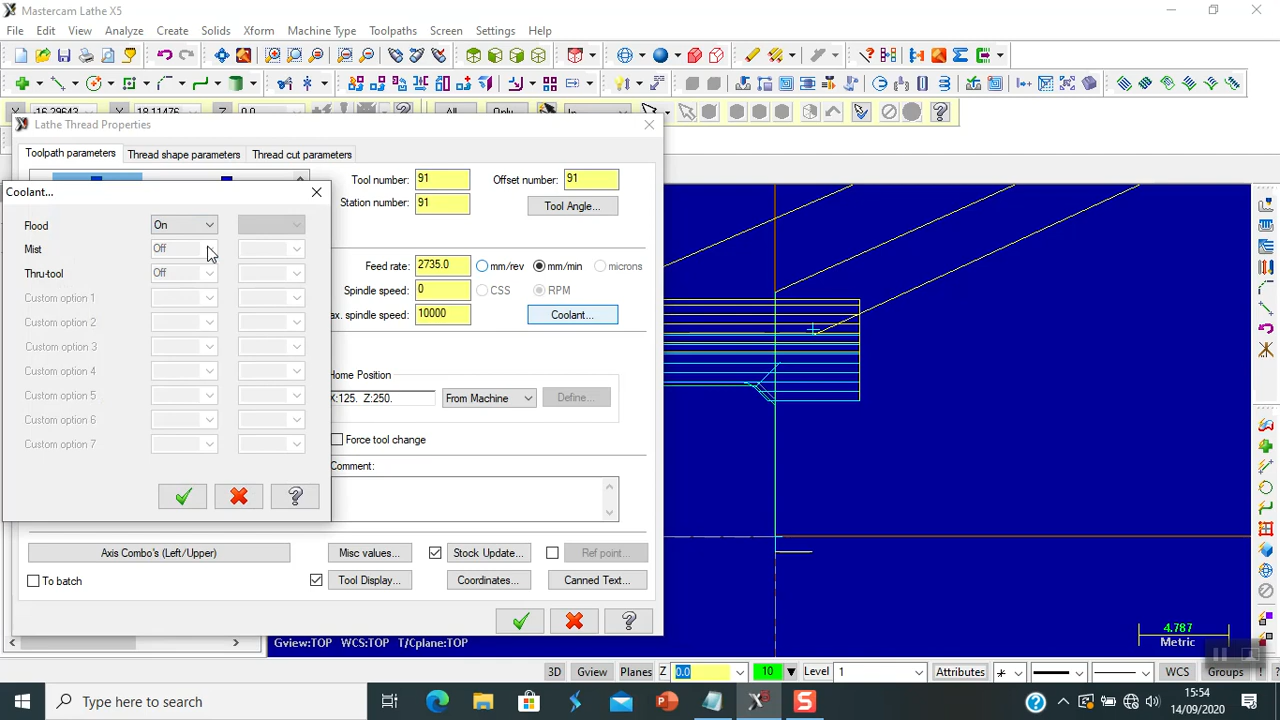 Mastercam Lathe X5
File Edit View Analyze Create Solids Xform Machine Type Toolpaths Screen Settings Help
Lathe Thread Properties
Toolpath parameters Thread shape parameters Thread cut parameters
Tool number: 91 Offset number: 91
Station number: 91 Tool Angle...
Coolant...
Flood On
Mist Off
Thru-tool Off
Custom option 1
Custom option 2
Custom option 3
Custom option 4
Custom option 5
Custom option 6
Custom option 7
Feed rate: 2735.0 mm/rev mm/min microns
Spindle speed: 0 CSS RPM
ax. spindle speed: 10000 Coolant...
Home Position
X:125. Z:250. From Machine Define...
Force tool change
Comment:
Axis Combo's (Left/Upper) Misc values... Stock Update... Ref point...
To batch Tool Display... Coordinates... Canned Text...
4.787
Metric
Gview:TOP WCS:TOP T/Cplane:TOP
3D Gview Planes Z 0.0 10 Level 1 Attributes WCS Groups
Type here to search
15:54
14/09/2020